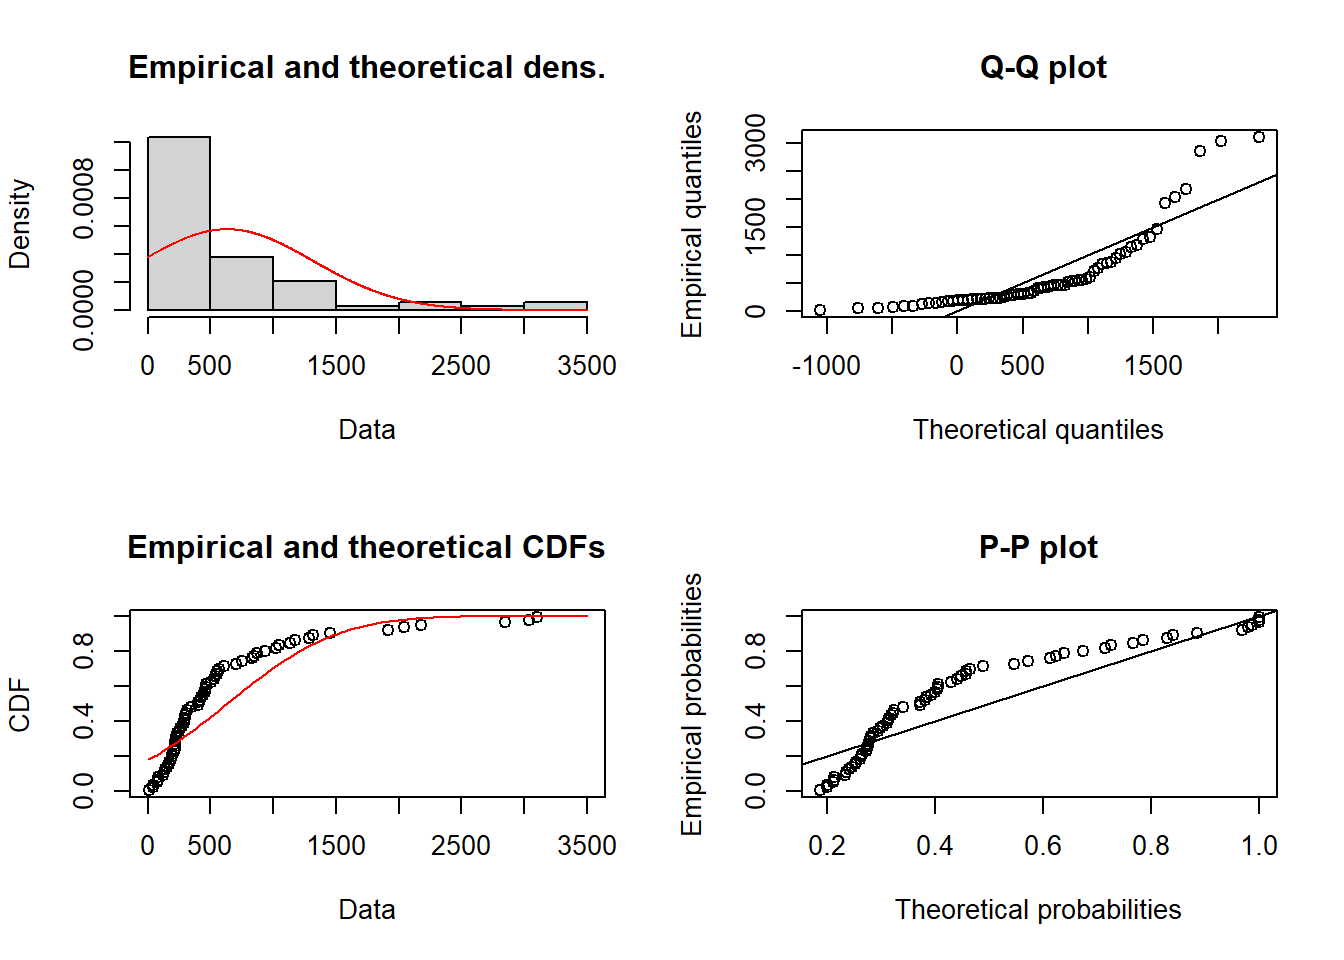 Empirical and theoretical dens.
Density
0.0000 0.0008
0 500 1500 2500 3500
Data
Q-Q plot
Empirical quantiles
0 1500 3000
-1000 0 500 1500
Theoretical quantiles
Empirical and theoretical CDFs
CDF
0.0 0.4 0.8
0 500 1500 2500 3500
Data
P-P plot
Empirical probabilities
0.0 0.4 0.8
0.2 0.4 0.6 0.8 1.0
Theoretical probabilities